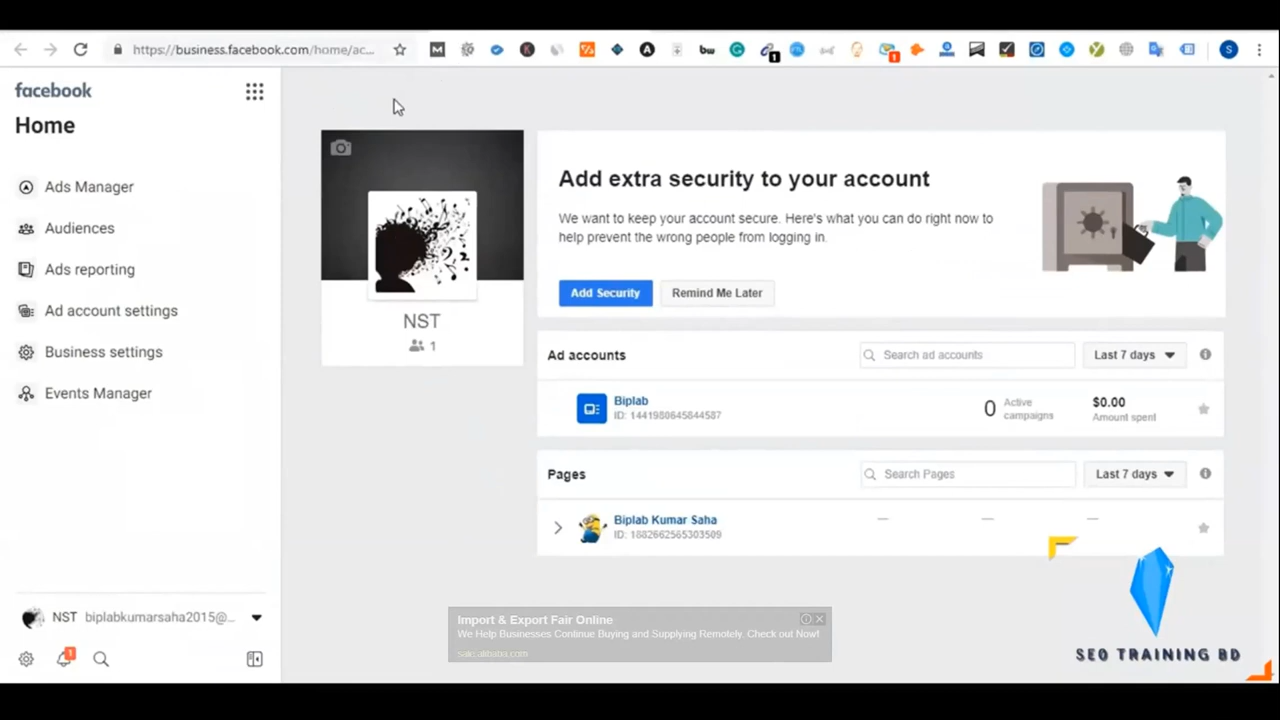 https://business.facebook.com/home/ac...
facebook
Home
Ads Manager
Audiences
Ads reporting
Ad account settings
Business settings
Events Manager
NST biplabkumarsaha2015@...
1
NST
1
Add extra security to your account
We want to keep your account secure. Here's what you can do right now to
help prevent the wrong people from logging in.
Add Security
Remind Me Later
Ad accounts
Search ad accounts
Last 7 days
Biplab
ID: 1441980645844587
0 Active campaigns
$0.00
Amount spent
Pages
Search Pages
Last 7 days
Biplab Kumar Saha
ID: 1882662565303509
Import & Export Fair Online
We Help Businesses Continue Buying and Supplying Remotely. Check out Now!
sale.alibaba.com
SEO TRAINING BD